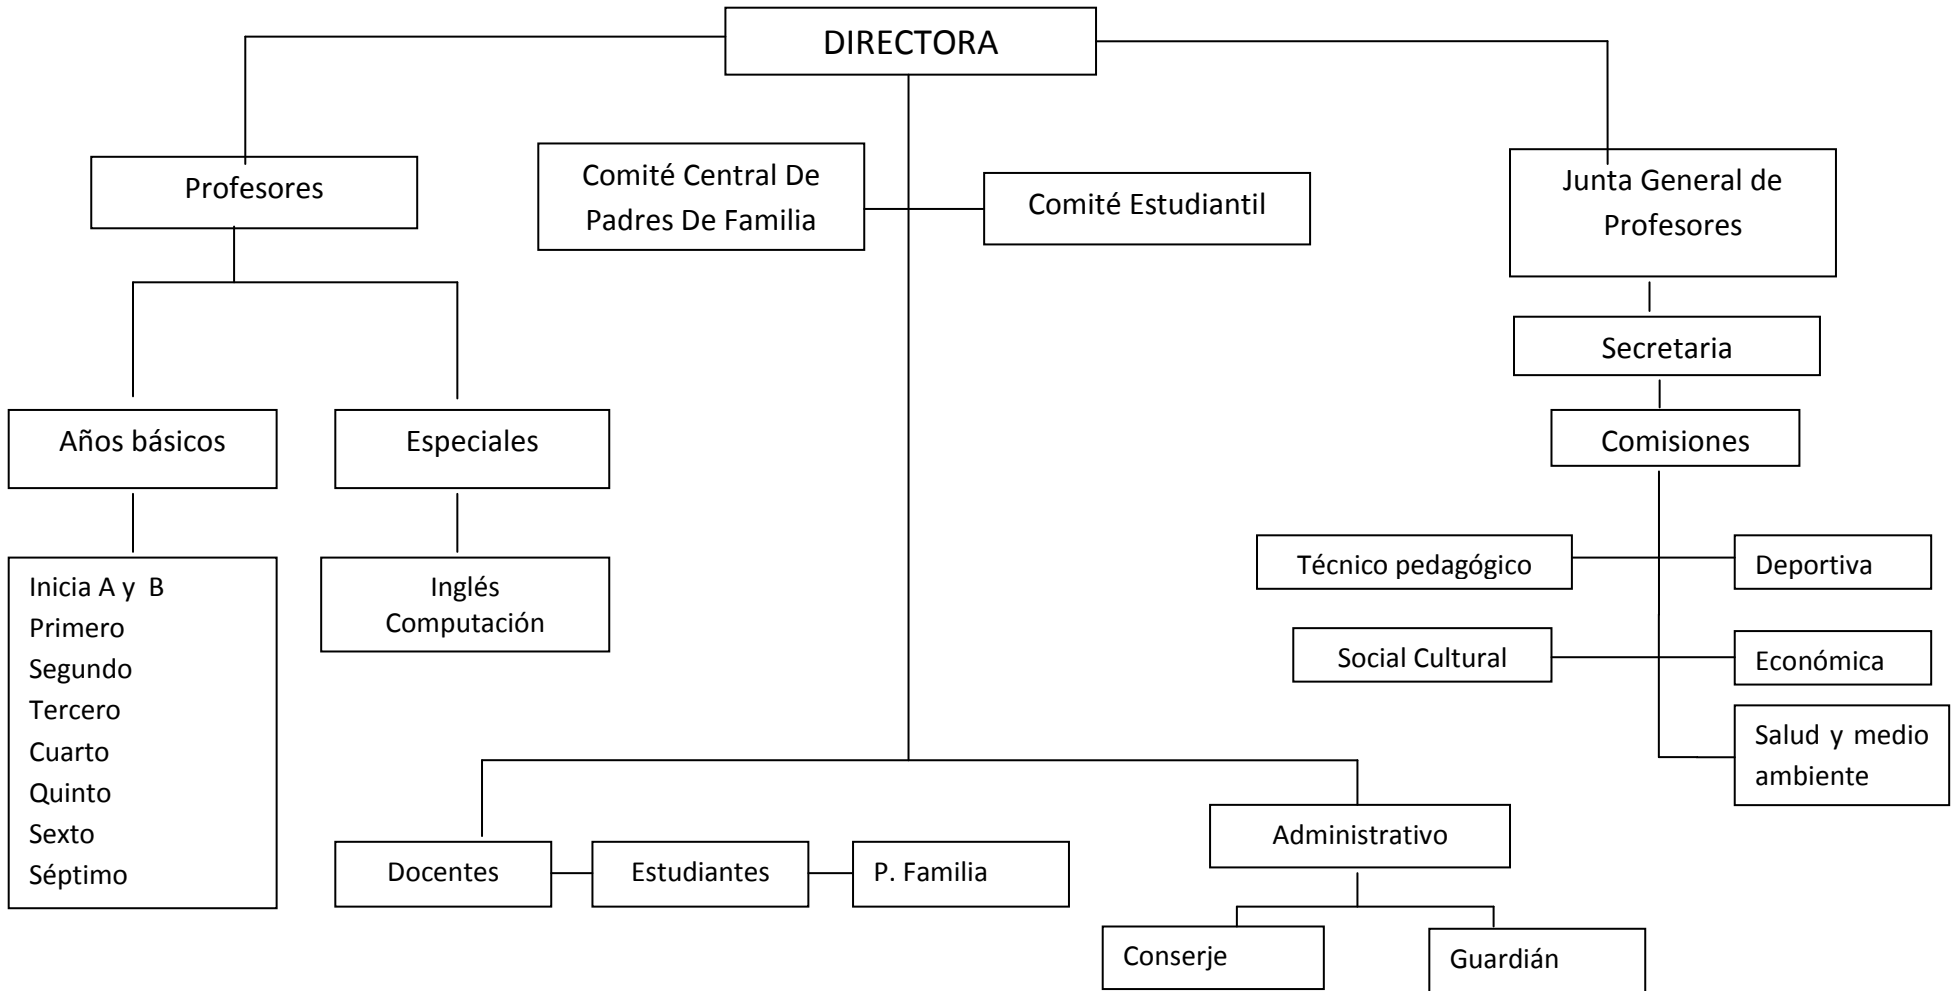 DIRECTORA
Profesores
Comité Central De
Padres De Familia
Comité Estudiantil
Junta General de
Profesores
Secretaria
Años básicos
Especiales
Comisiones
Inicia A y B
Primero
Segundo
Tercero
Cuarto
Quinto
Sexto
Séptimo
Inglés
Computación
Técnico pedagógico
Deportiva
Social Cultural
Económica
Salud y medio
ambiente
Docentes
Estudiantes
P. Familia
Administrativo
Conserje
Guardián